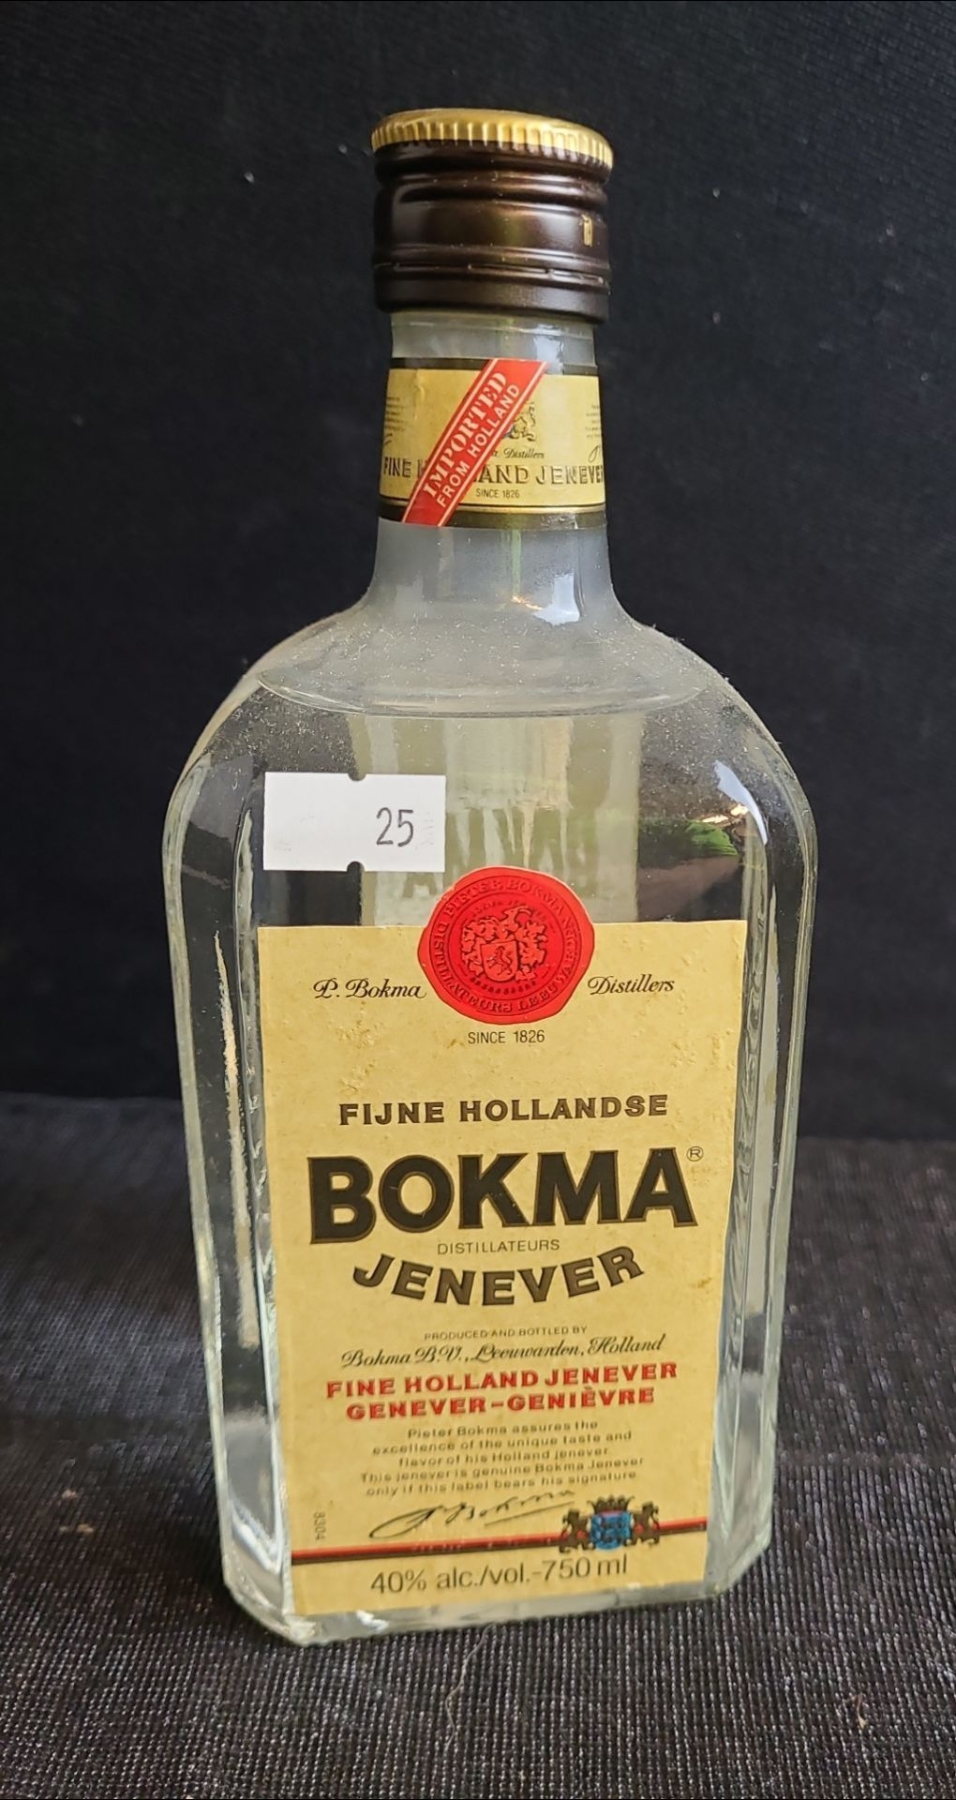 IMPORTED
FROM HOLLAND
Distillers
FINE HOLLAND JENEVER
SINCE 1826
25
P. Bokma Distillers
SINCE 1826
FIJNE HOLLANDSE
BOKMA®
DISTILLATEURS
JENEVER
PRODUCED AND BOTTLED BY
Bokma B.V., Leeuwarden, Holland
FINE HOLLAND JENEVER
GENEVER-GENIÈVRE
Pieter Bokma assures the
excellence of the unique taste and
flavor of his Holland jenever.
This jenever is genuine Bokma Jenever
only if this label bears his signature
P. Bokma
8304
40% alc./vol.-750 ml